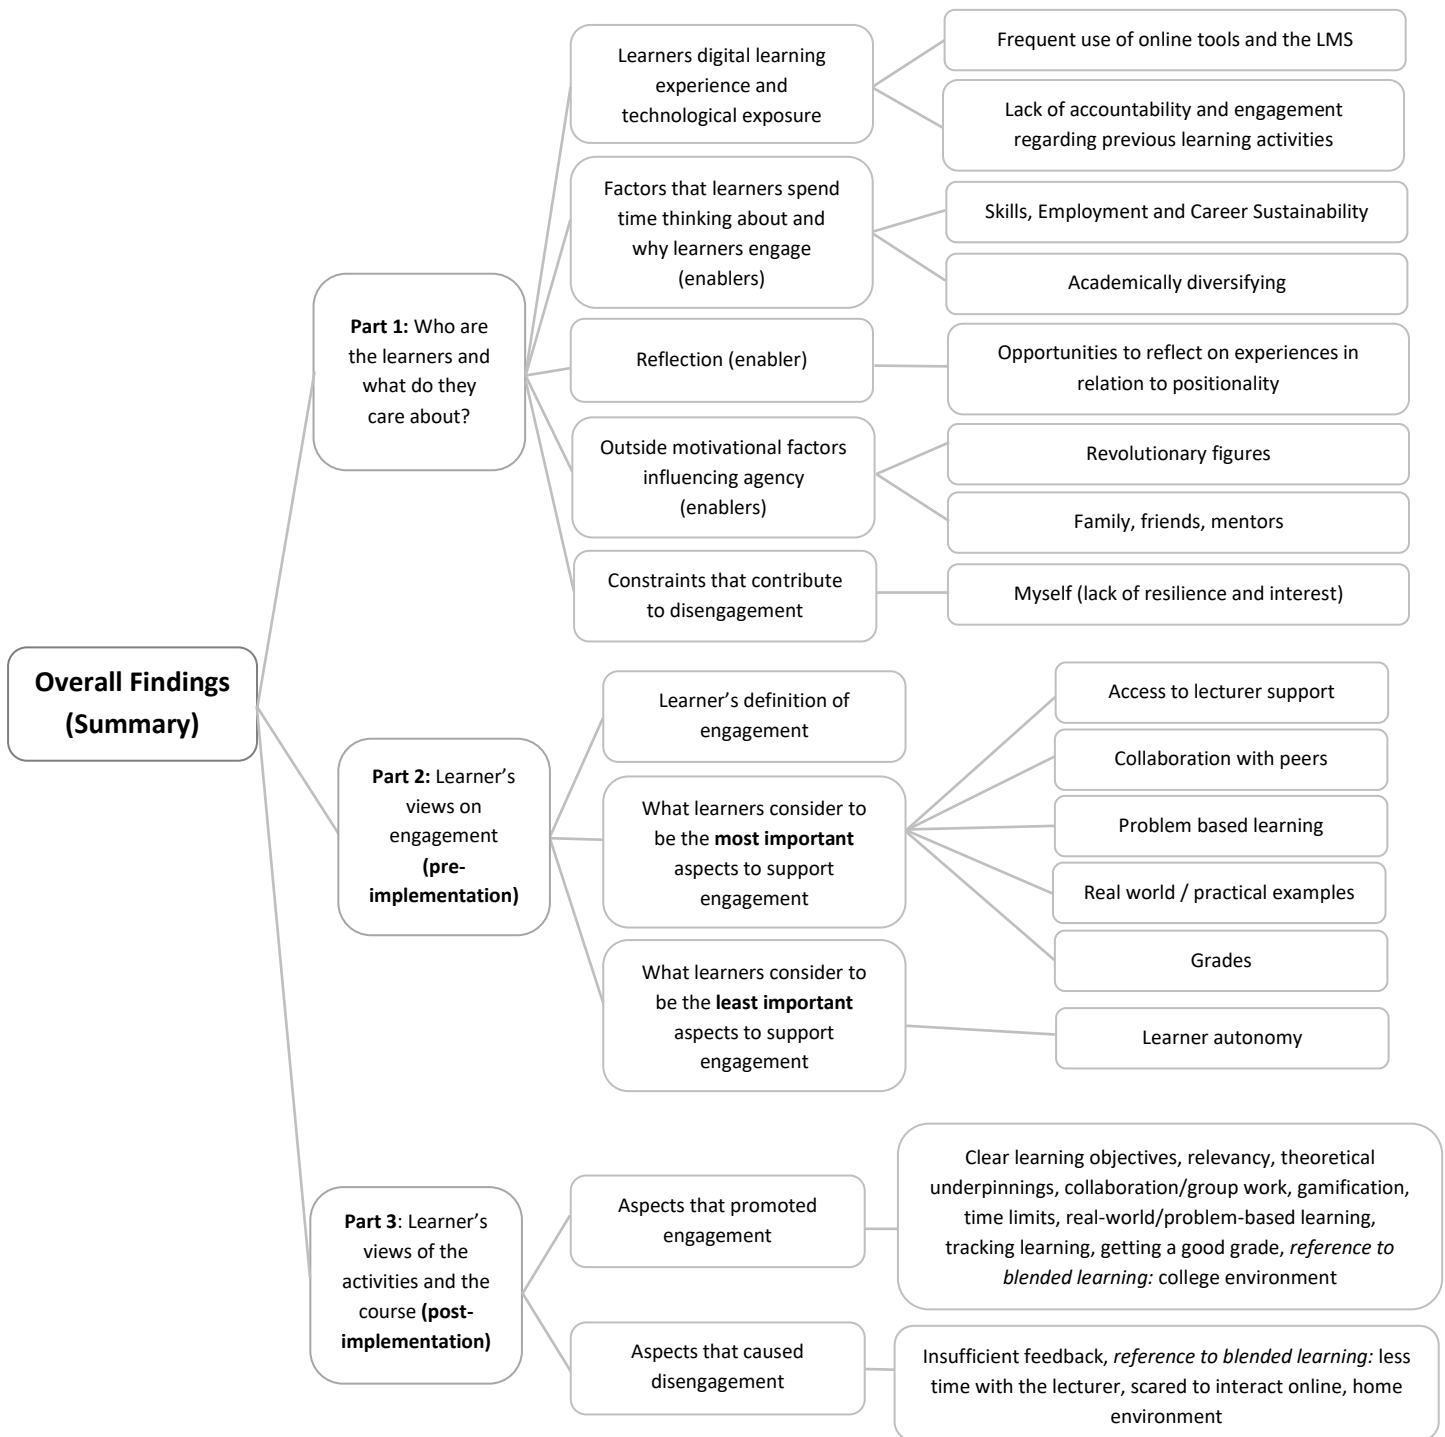 Overall Findings
(Summary)
Part 1: Who are
the learners and
what do they
care about?
Learners digital learning
experience and
technological exposure
Frequent use of online tools and the LMS
Lack of accountability and engagement
regarding previous learning activities
Factors that learners spend
time thinking about and
why learners engage
(enablers)
Skills, Employment and Career Sustainability
Academically diversifying
Reflection (enabler)
Opportunities to reflect on experiences in
relation to positionality
Outside motivational factors
influencing agency
(enablers)
Revolutionary figures
Family, friends, mentors
Constraints that contribute
to disengagement
Myself (lack of resilience and interest)
Part 2: Learner’s
views on
engagement
(pre-
implementation)
Learner’s definition of
engagement
What learners consider to
be the most important
aspects to support
engagement
Access to lecturer support
Collaboration with peers
Problem based learning
Real world / practical examples
Grades
What learners consider to
be the least important
aspects to support
engagement
Learner autonomy
Part 3: Learner’s
views of the
activities and the
course (post-
implementation)
Aspects that promoted
engagement
Clear learning objectives, relevancy, theoretical
underpinnings, collaboration/group work, gamification,
time limits, real-world/problem-based learning,
tracking learning, getting a good grade, reference to
blended learning: college environment
Aspects that caused
disengagement
Insufficient feedback, reference to blended learning: less
time with the lecturer, scared to interact online, home
environment